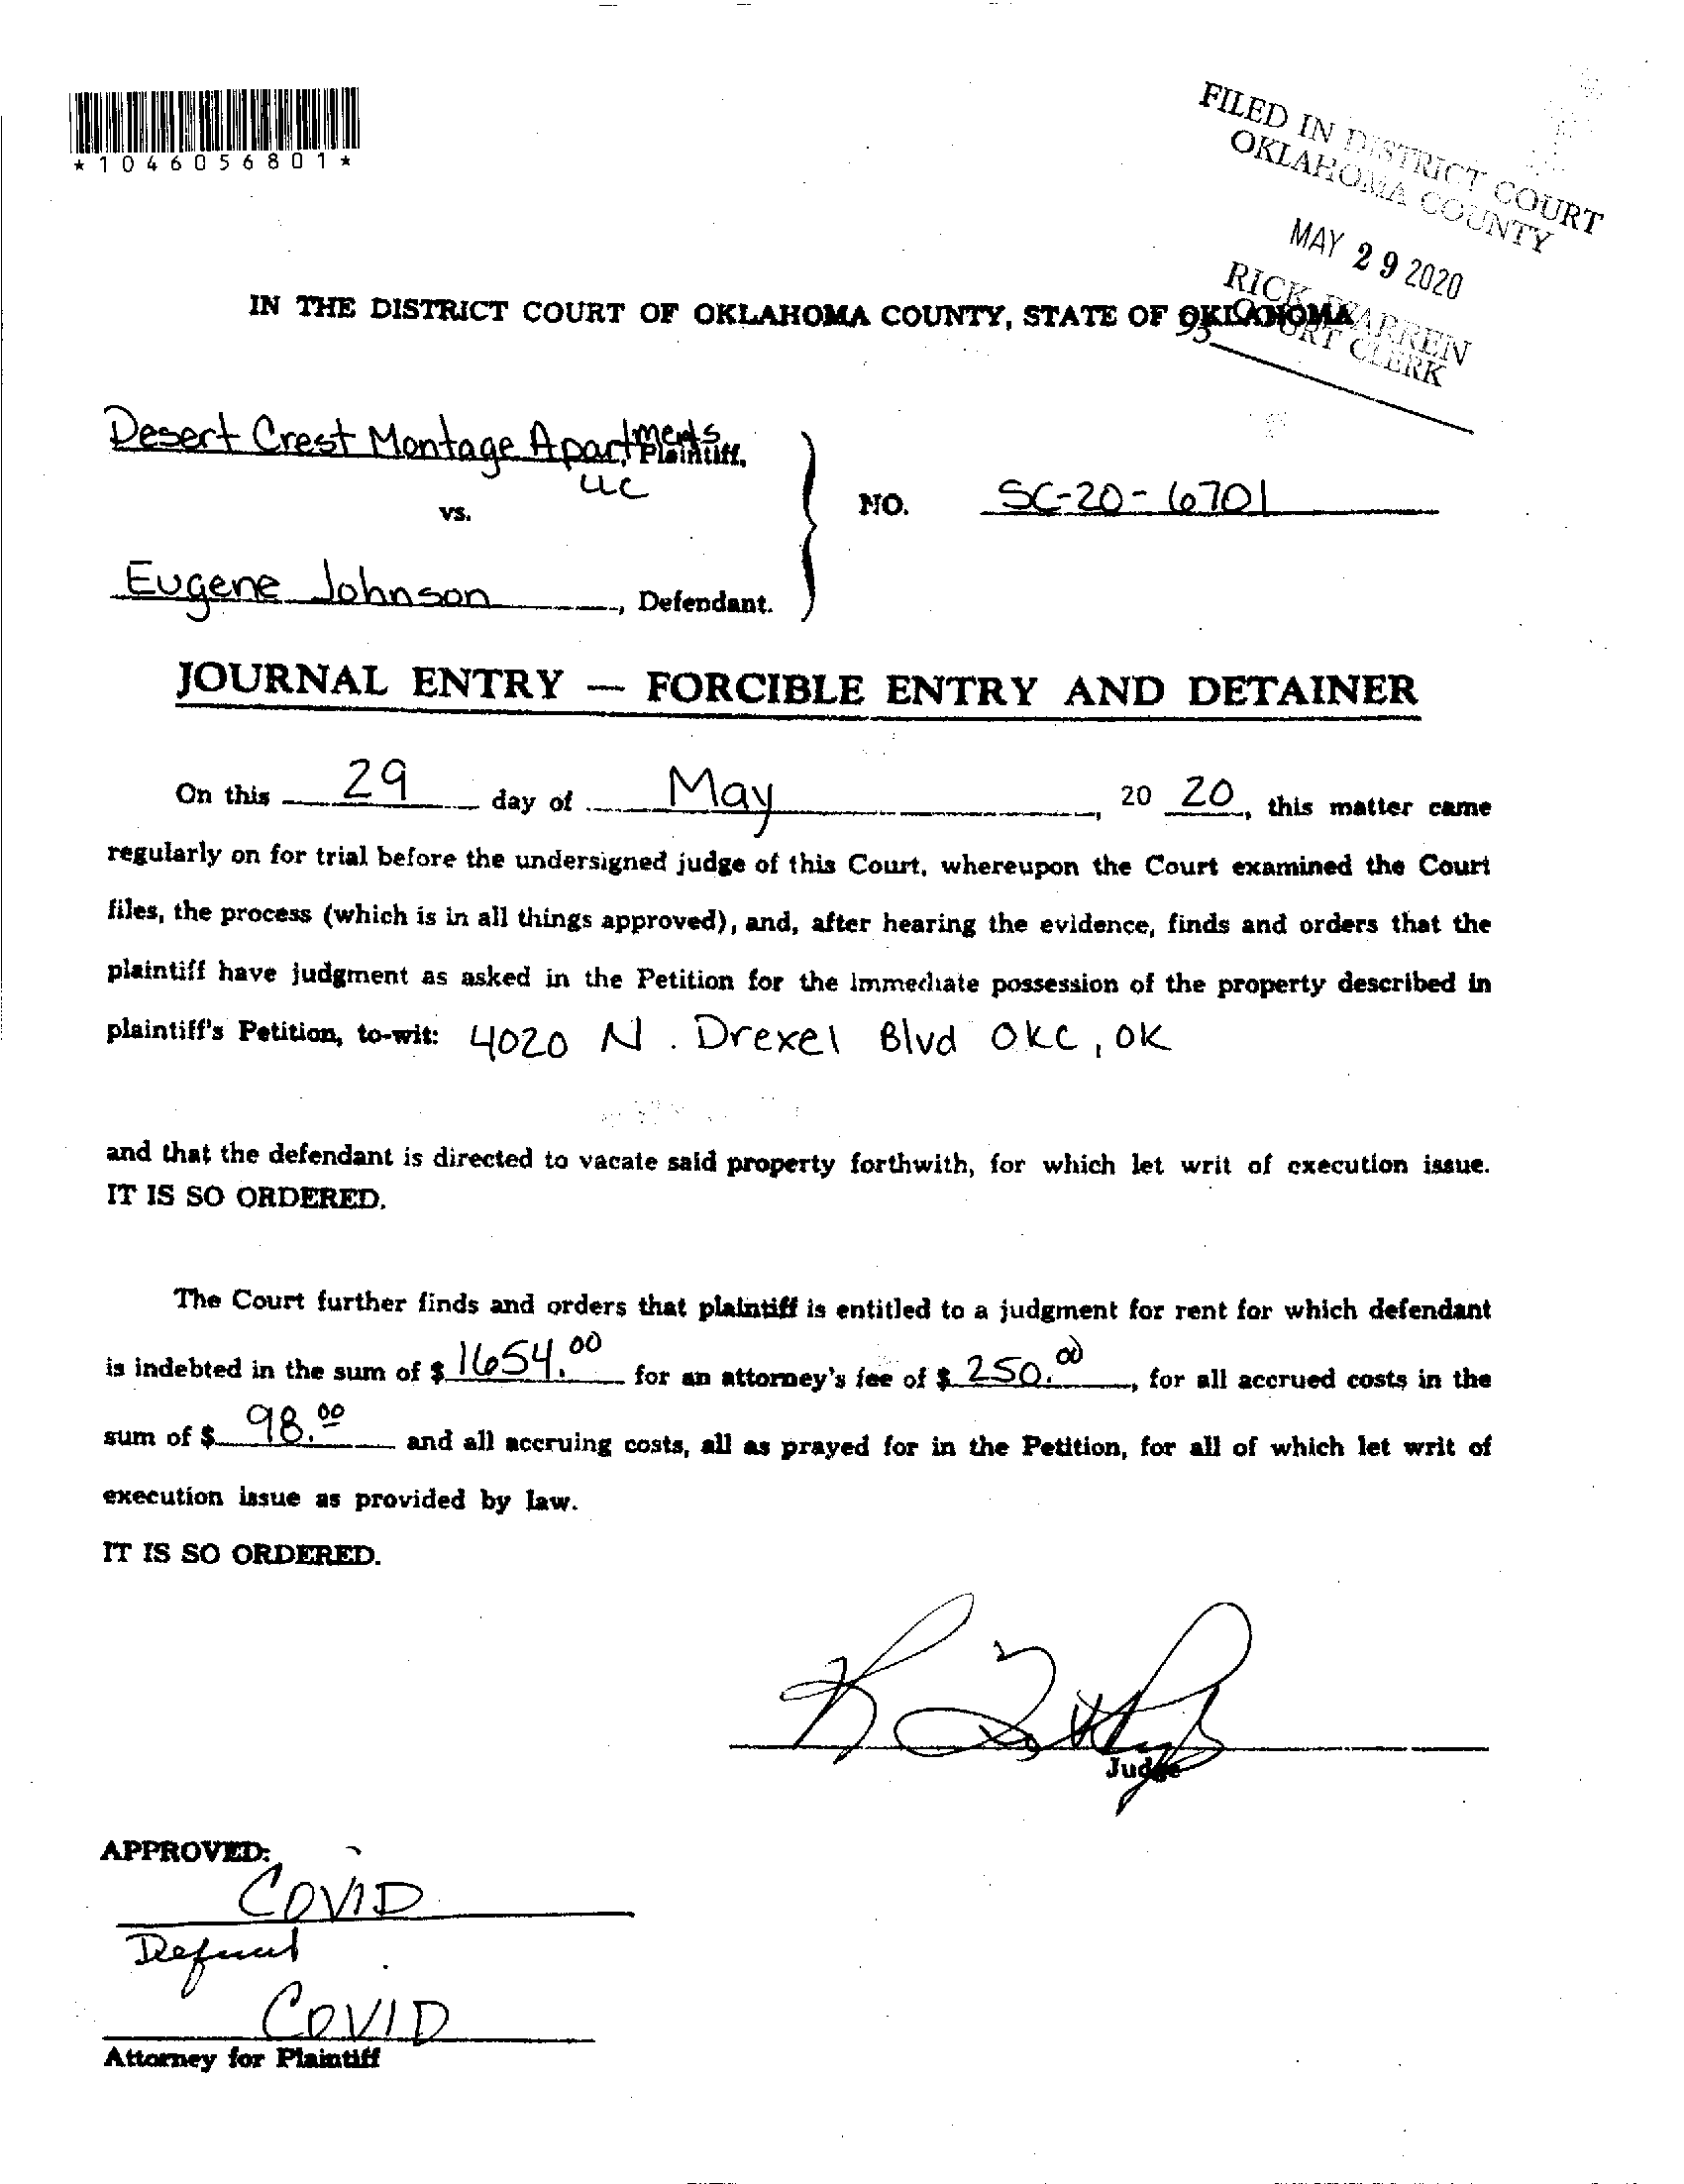 *1046056801*
FILED IN DISTRICT COURT
OKLAHOMA COUNTY
MAY 29 2020
RICK WARREN
COURT CLERK
95
IN THE DISTRICT COURT OF OKLAHOMA COUNTY, STATE OF OKLAHOMA
Desert Crest Montage Apartments
Plaintiff,
LLC
vs.
NO. SC-20-6701
Eugene Johnson, Defendant.
JOURNAL ENTRY — FORCIBLE ENTRY AND DETAINER
On this 29 day of May, 20 20, this matter came
regularly on for trial before the undersigned judge of this Court, whereupon the Court examined the Court
files, the process (which is in all things approved), and, after hearing the evidence, finds and orders that the
plaintiff have judgment as asked in the Petition for the immediate possession of the property described in
plaintiff's Petition, to-wit: 4020 N. Drexel Blvd OKC, OK
and that the defendant is directed to vacate said property forthwith, for which let writ of execution issue.
IT IS SO ORDERED.
The Court further finds and orders that plaintiff is entitled to a judgment for rent for which defendant
is indebted in the sum of $ 1654.00 for an attorney's fee of $ 250.00, for all accrued costs in the
sum of $ 98.00 and all accruing costs, all as prayed for in the Petition, for all of which let writ of
execution issue as provided by law.
IT IS SO ORDERED.
Judge
APPROVED:
COVID
COVID
Attorney for Plaintiff